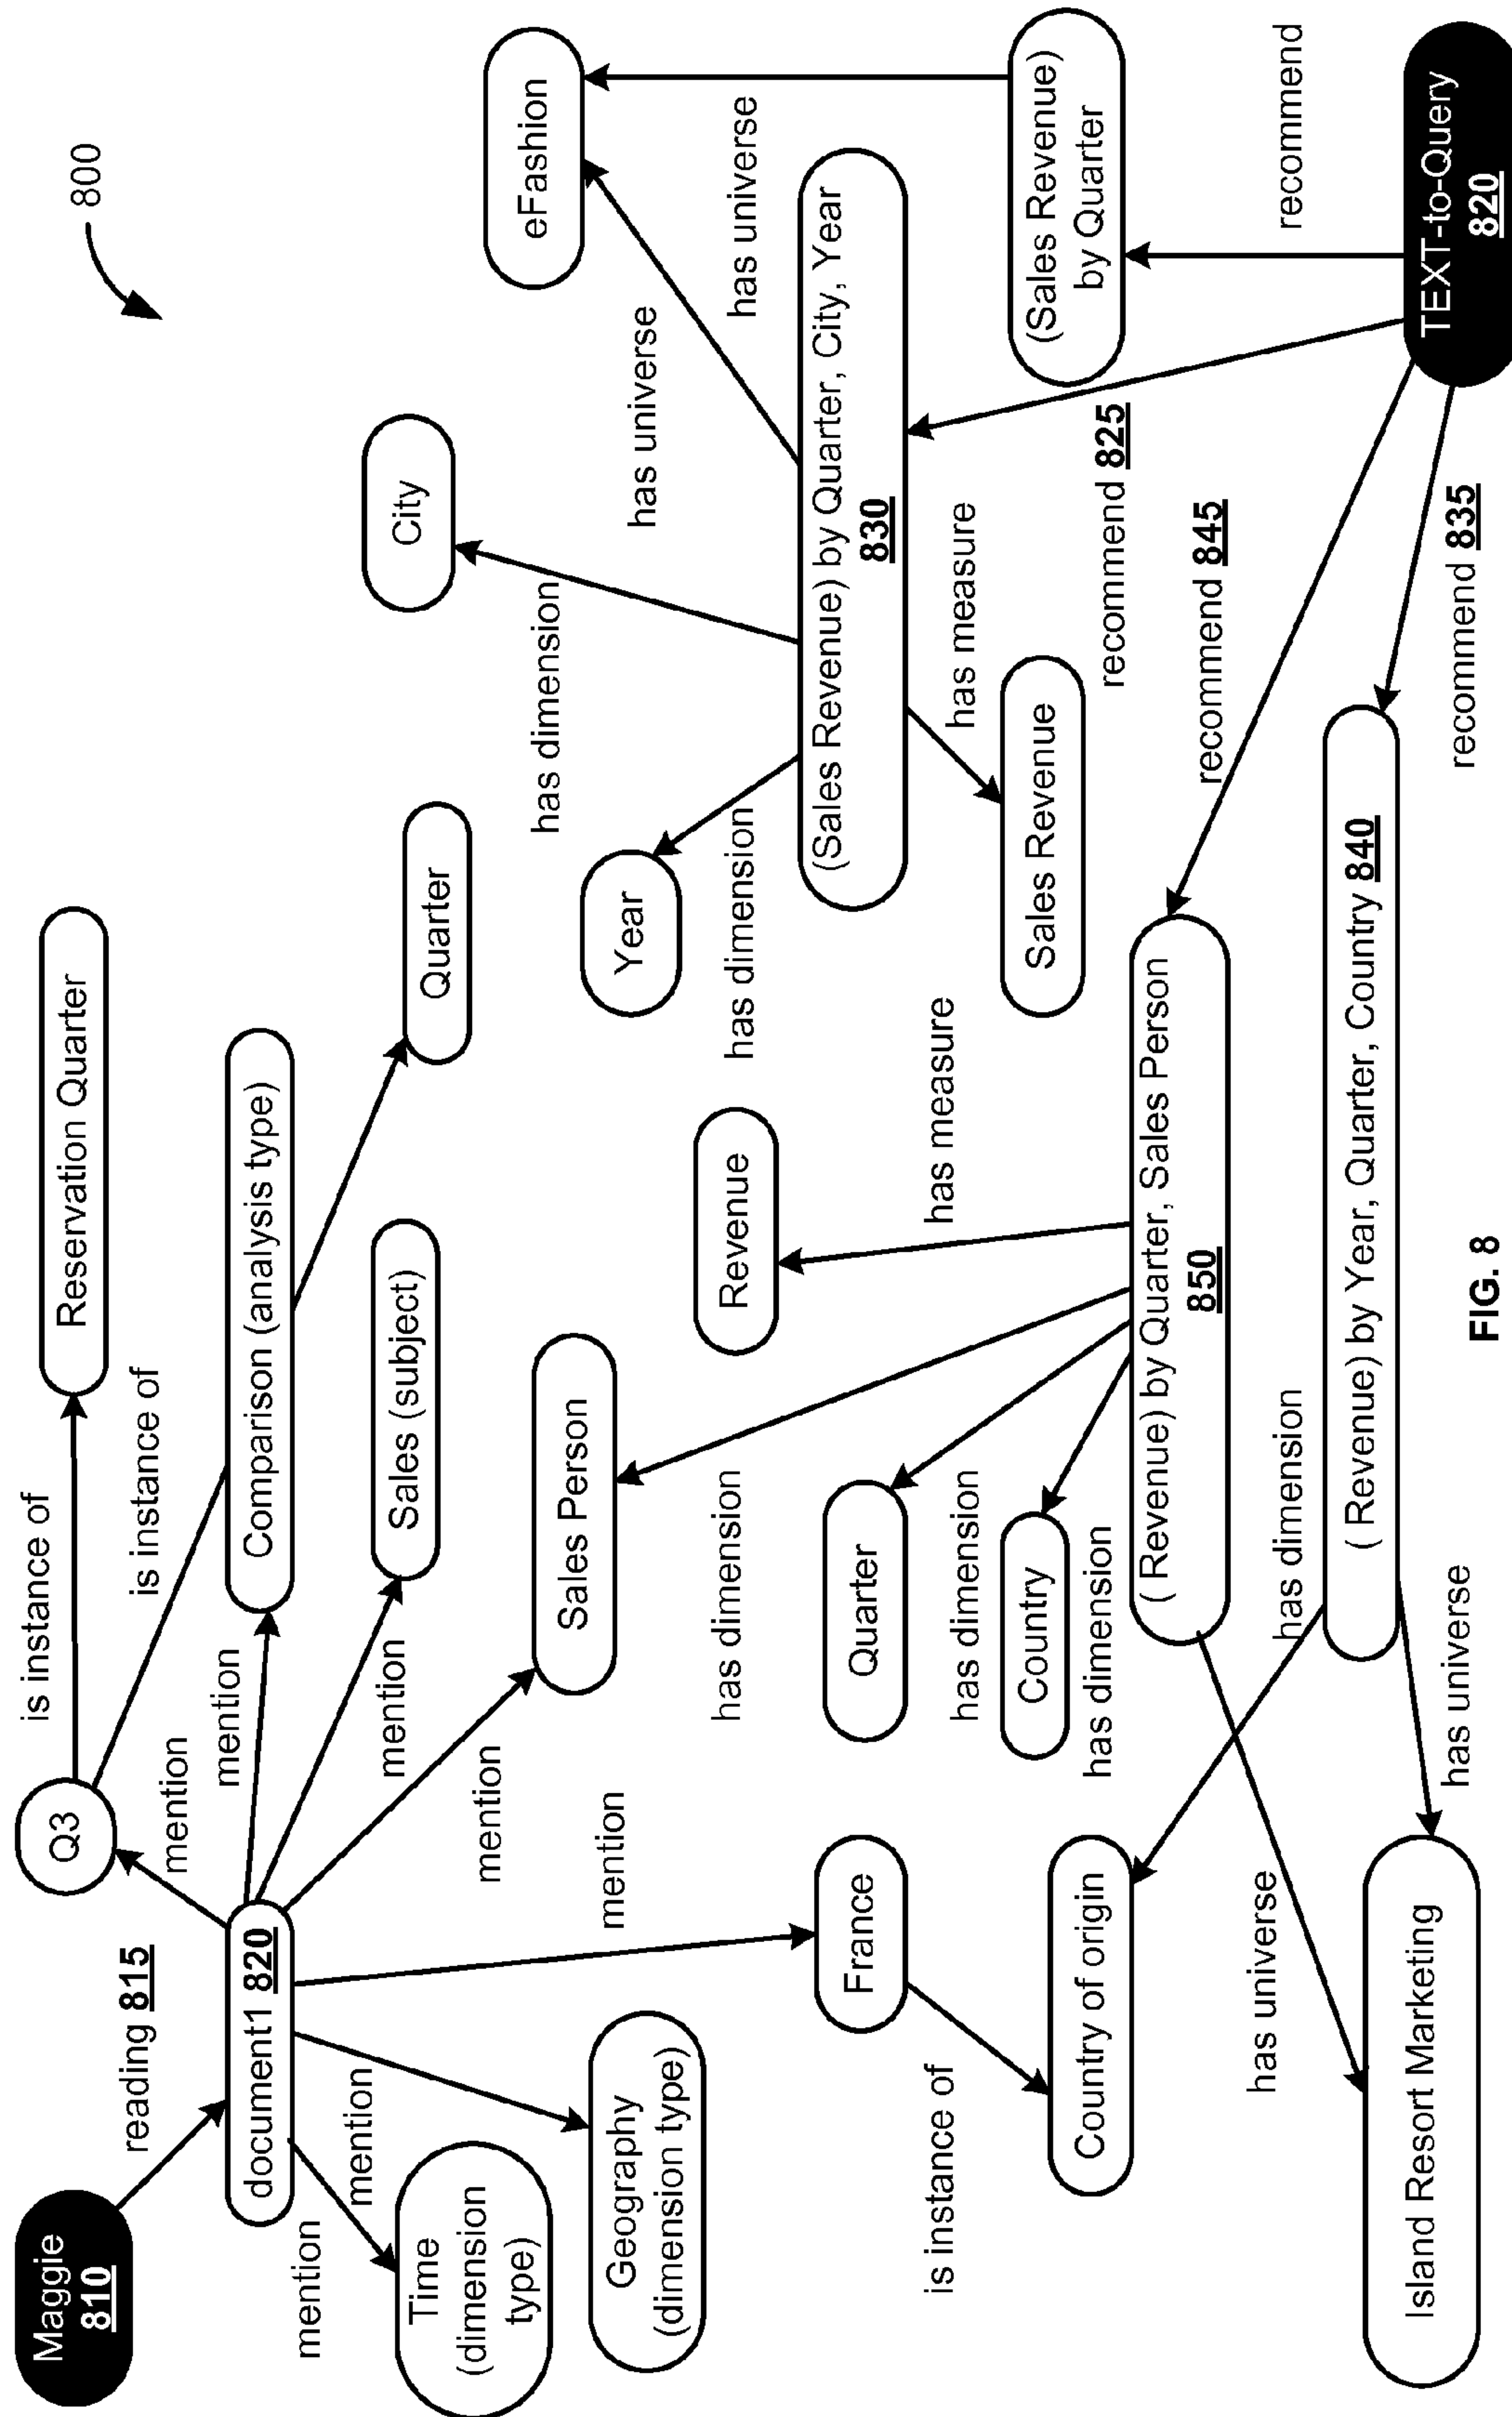 800
Maggie
810
reading 815
document1 820
mention
Q3
is instance of
Reservation Quarter
is instance of
mention
Comparison (analysis type)
Quarter
mention
Sales (subject)
mention
Sales Person
mention
France
mention
Time
(dimension
type)
mention
Geography
(dimension type)
is instance of
Country of origin
eFashion
has universe
has universe
City
has dimension
Year
has dimension
(Sales Revenue) by Quarter, City, Year
830
has measure
Sales Revenue
(Sales Revenue)
by Quarter
recommend
recommend 825
TEXT-to-Query
820
recommend 845
recommend 835
Revenue
has measure
has dimension
Quarter
has dimension
Country
has dimension
( Revenue) by Quarter, Sales Person
850
( Revenue) by Year, Quarter, Country 840
has dimension
has universe
has universe
Island Resort Marketing
FIG. 8